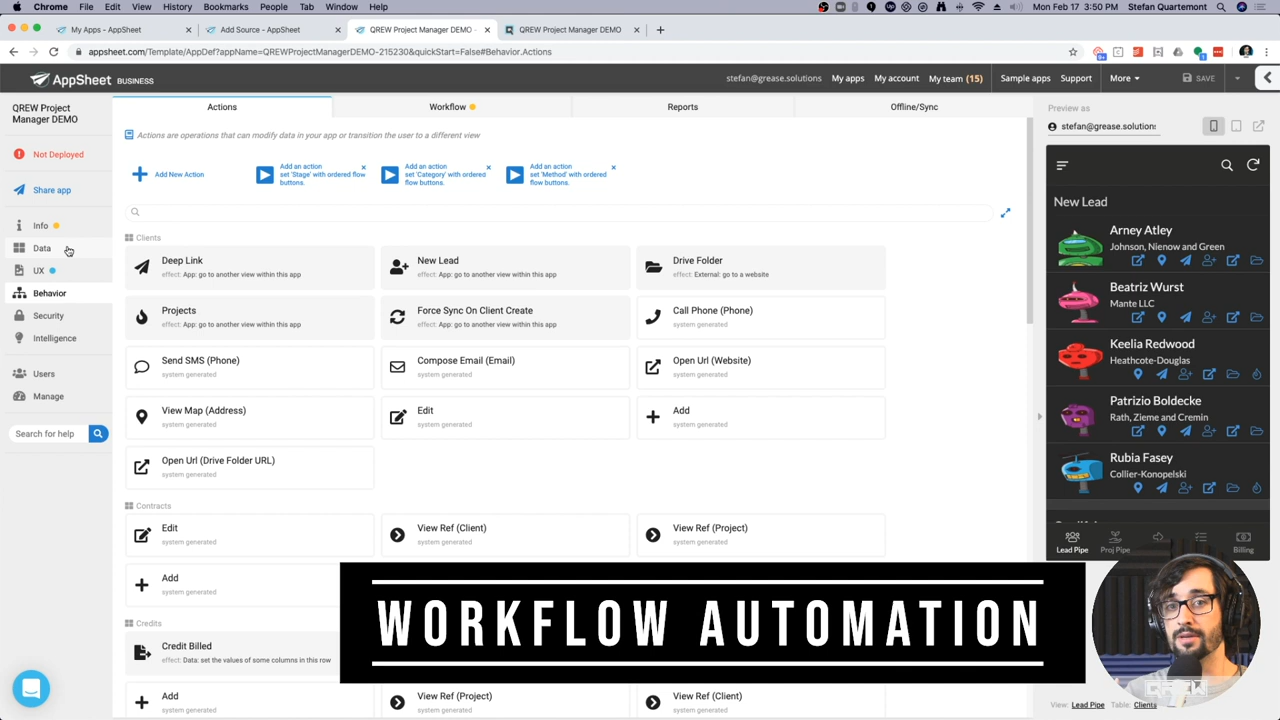 Chrome File Edit View History Bookmarks People Tab Window Help
Mon Feb 17 3:50 PM Stefan Quartemont
My Apps - AppSheet
Add Source - AppSheet
QREW Project Manager DEMO -
QREW Project Manager DEMO
appsheet.com/Template/AppDef?appName=QREWProjectManagerDEMO-215230&quickStart=False#Behavior.Actions
AppSheet BUSINESS
stefan@grease.solutions My apps My account My team (15) Sample apps Support More SAVE
QREW Project
Manager DEMO
Not Deployed
Share app
Info
Data
UX
Behavior
Security
Intelligence
Users
Manage
Search for help
Actions
Workflow
Reports
Offline/Sync
Actions are operations that can modify data in your app or transition the user to a different view
Add New Action
Add an action
set 'Stage' with ordered flow
buttons.
Add an action
set 'Category' with ordered
flow buttons.
Add an action
set 'Method' with ordered
flow buttons.
Clients
Deep Link
effect: App: go to another view within this app
New Lead
effect: App: go to another view within this app
Drive Folder
effect: External: go to a website
Projects
effect: App: go to another view within this app
Force Sync On Client Create
effect: App: go to another view within this app
Call Phone (Phone)
system generated
Send SMS (Phone)
system generated
Compose Email (Email)
system generated
Open Url (Website)
system generated
View Map (Address)
system generated
Edit
system generated
Add
system generated
Open Url (Drive Folder URL)
system generated
Contracts
Edit
system generated
View Ref (Client)
system generated
View Ref (Project)
system generated
Add
system generated
Credits
Credit Billed
effect: Data: set the values of some columns in this row
Add
system generated
View Ref (Project)
system generated
View Ref (Client)
system generated
WORKFLOW AUTOMATION
Preview as
stefan@grease.solutions
New Lead
Arney Atley
Johnson, Nienow and Green
Beatriz Wurst
Mante LLC
Keelia Redwood
Heathcote-Douglas
Patrizio Boldecke
Rath, Zieme and Cremin
Rubia Fasey
Collier-Konopelski
Lead Pipe
Proj Pipe
Billing
View: Lead Pipe Table: Clients